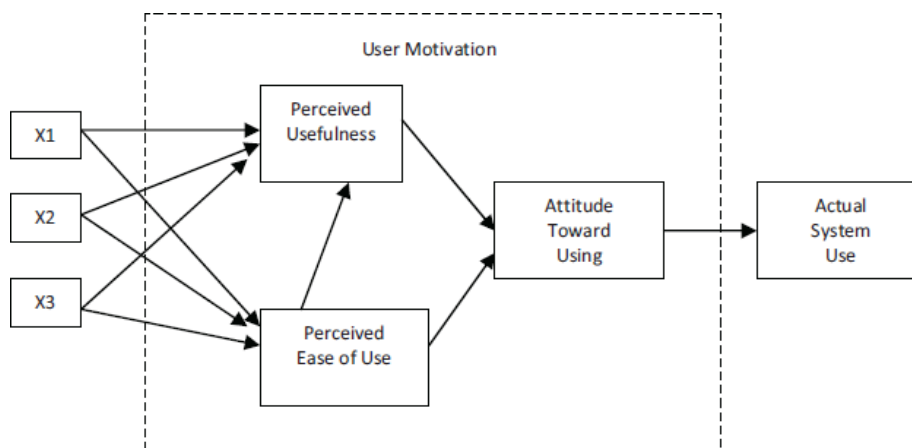 User Motivation
X1
X2
X3
Perceived
Usefulness
Perceived
Ease of Use
Attitude
Toward
Using
Actual
System
Use